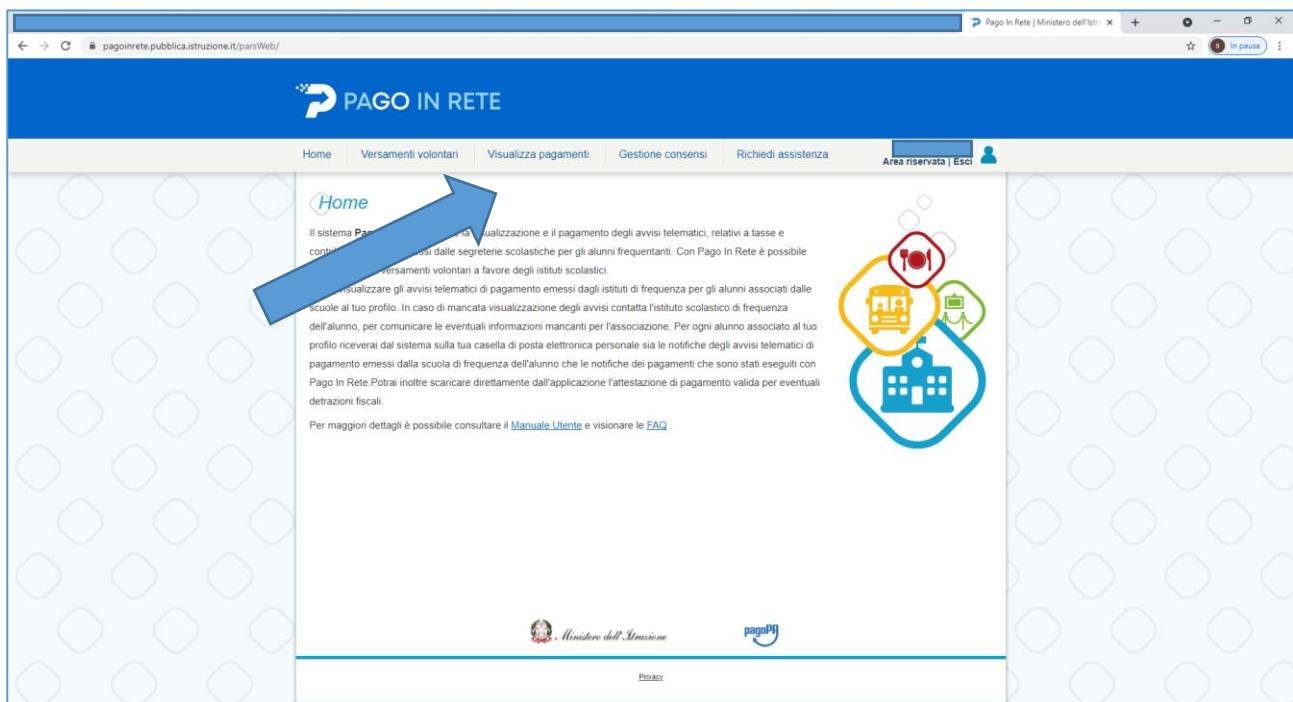 Pago In Rete | Ministero dell'Istr
pagoinrete.pubblica.istruzione.it/parsWeb/
In pausa
PAGO IN RETE
Home Versamenti volontari Visualizza pagamenti Gestione consensi Richiedi assistenza
Area riservata | Esci
Home
Il sistema la visualizzazione e il pagamento degli avvisi telematici, relativi a tasse e
dalle segreterie scolastiche per gli alunni frequentanti. Con Pago In Rete è possibile
versamenti volontari a favore degli istituti scolastici.
visualizzare gli avvisi telematici di pagamento emessi dagli istituti di frequenza per gli alunni associati dalle
scuole al tuo profilo. In caso di mancata visualizzazione degli avvisi contatta l'istituto scolastico di frequenza
dell'alunno, per comunicare le eventuali informazioni mancanti per l'associazione. Per ogni alunno associato al tuo
profilo riceverai dal sistema sulla tua casella di posta elettronica personale sia le notifiche degli avvisi telematici di
pagamento emessi dalla scuola di frequenza dell'alunno che le notifiche dei pagamenti che sono stati eseguiti con
Pago In Rete.Potrai inoltre scaricare direttamente dall'applicazione l'attestazione di pagamento valida per eventuali
detrazioni fiscali.
Per maggiori dettagli è possibile consultare il Manuale Utente e visionare le FAQ .
Ministero dell'Istruzione
pagoPA
Privacy